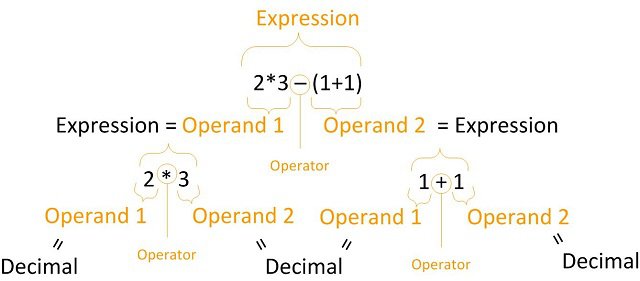 Expression
2*3 – (1+1)
Expression = Operand 1 Operand 2 = Expression
Operator
2 * 3 1 + 1
Operand 1 Operand 2 Operand 1 Operand 2
= = = =
Operator Operator
Decimal Decimal Decimal